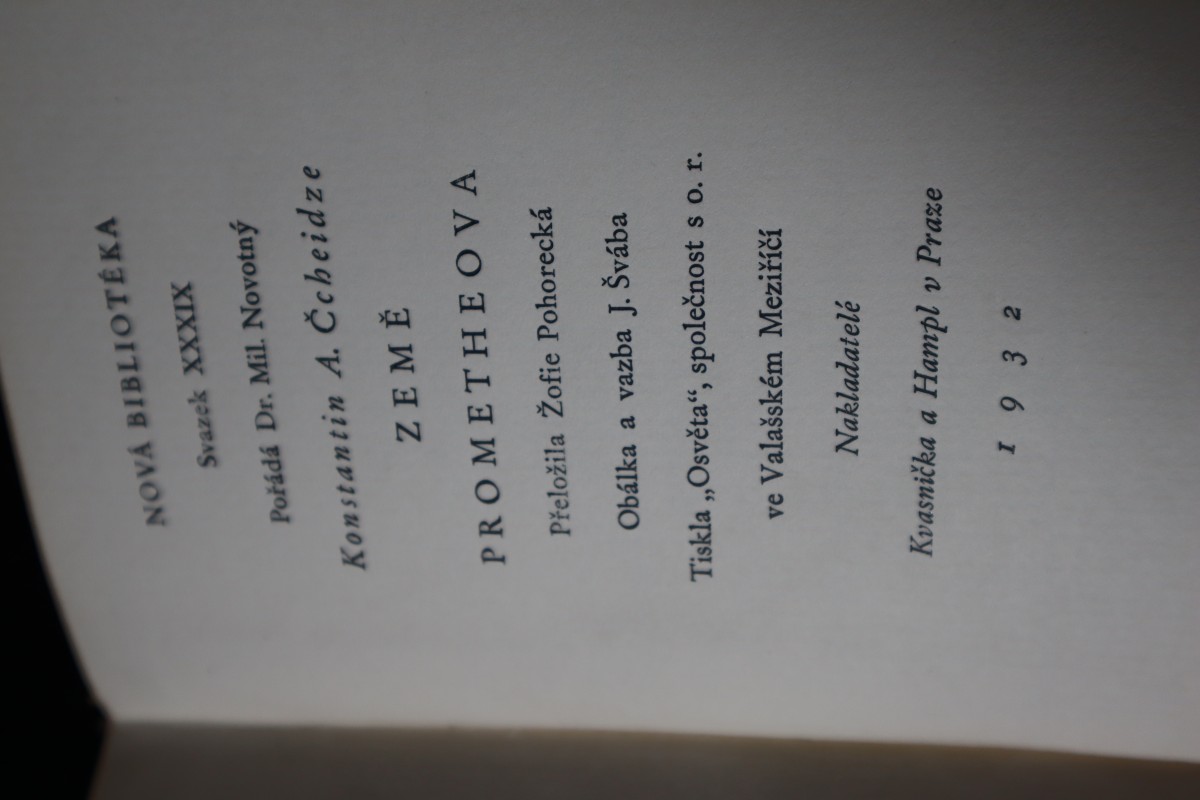 NOVÁ BIBLIOTÉKA
Svazek XXXIX
Pořádá Dr. Mil. Novotný
Konstantin A. Čcheidze
ZEMĚ
PROMETHEOVA
Přeložila Žofie Pohorecká
Obálka a vazba J. Švába
Tiskla „Osvěta“, společnost s o. r.
ve Valašském Meziříčí
Nakladatelé
Kvasnička a Hampl v Praze
1932